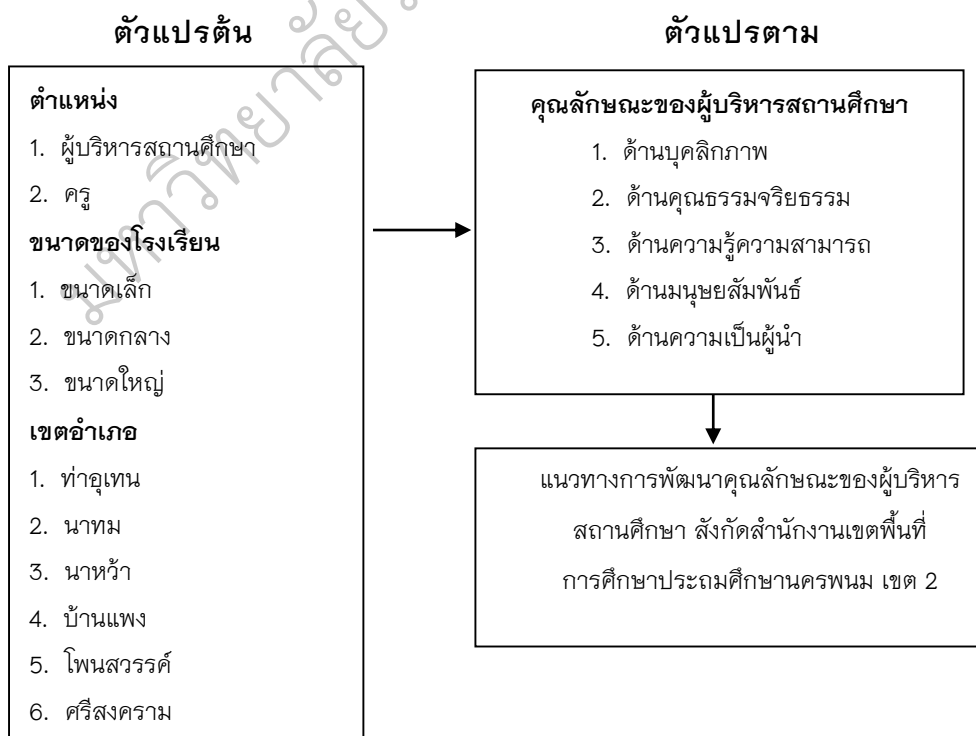 ตัวแปรต้น
ตำแหน่ง
1. ผู้บริหารสถานศึกษา
2. ครู
ขนาดของโรงเรียน
1. ขนาดเล็ก
2. ขนาดกลาง
3. ขนาดใหญ่
เขตอำเภอ
1. ท่าอุเทน
2. นาทม
3. นาหว้า
4. บ้านแพง
5. โพนสวรรค์
6. ศรีสงคราม
ตัวแปรตาม
คุณลักษณะของผู้บริหารสถานศึกษา
1. ด้านบุคลิกภาพ
2. ด้านคุณธรรมจริยธรรม
3. ด้านความรู้ความสามารถ
4. ด้านมนุษยสัมพันธ์
5. ด้านความเป็นผู้นำ
แนวทางการพัฒนาคุณลักษณะของผู้บริหาร
สถานศึกษา สังกัดสำนักงานเขตพื้นที่
การศึกษาประถมศึกษานครพนม เขต 2
มหาวิทยาลัย